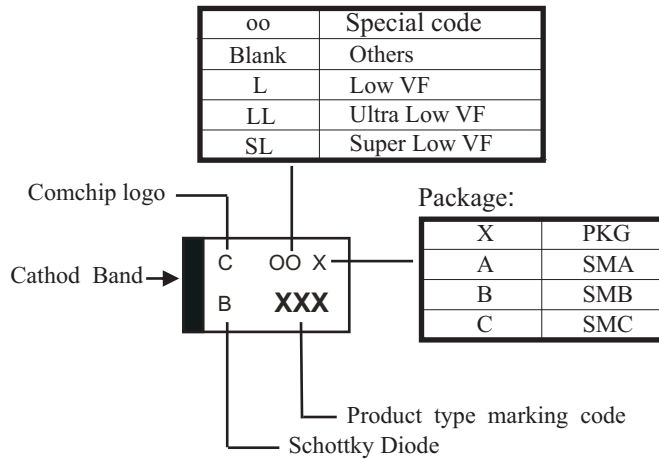 oo Special code
Blank Others
L Low VF
LL Ultra Low VF
SL Super Low VF
Comchip logo
Package:
X PKG
A SMA
B SMB
C SMC
Cathod Band
C OO X
B XXX
Product type marking code
Schottky Diode